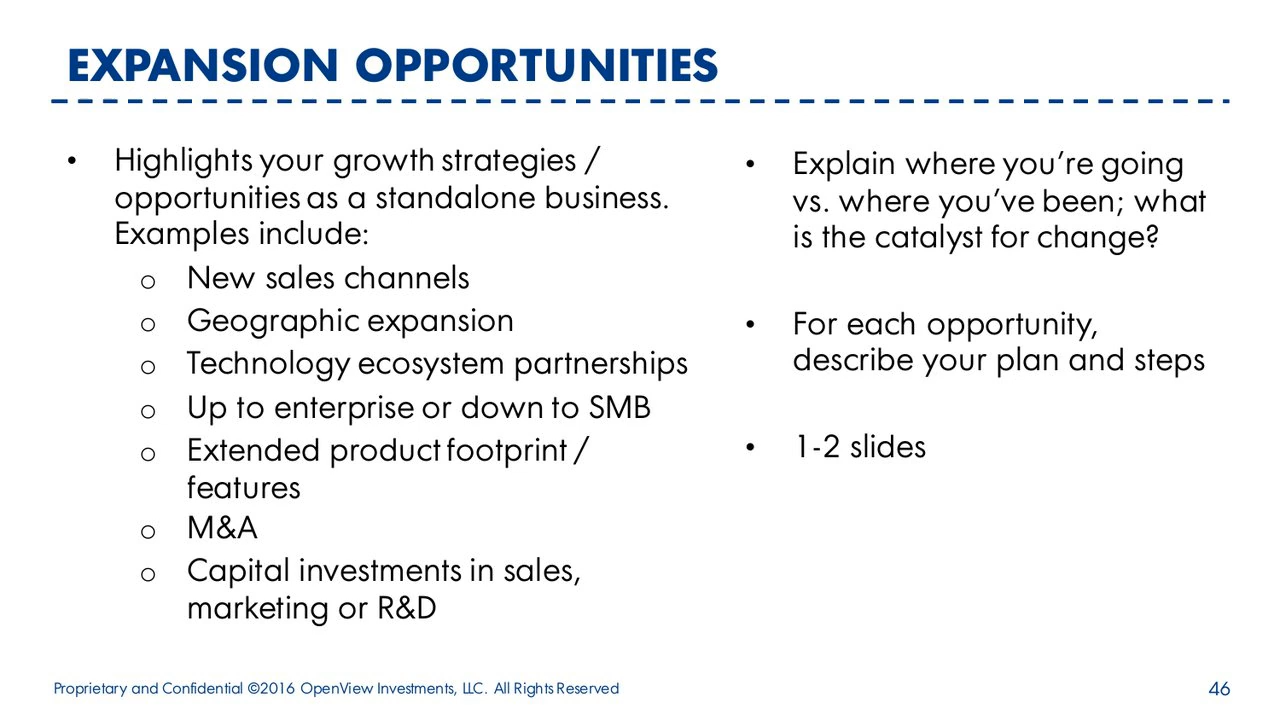 EXPANSION OPPORTUNITIES
• Highlights your growth strategies /
opportunities as a standalone business.
Examples include:
o New sales channels
o Geographic expansion
o Technology ecosystem partnerships
o Up to enterprise or down to SMB
o Extended product footprint /
features
o M&A
o Capital investments in sales,
marketing or R&D
• Explain where you’re going
vs. where you’ve been; what
is the catalyst for change?
• For each opportunity,
describe your plan and steps
• 1-2 slides
Proprietary and Confidential ©2016 OpenView Investments, LLC. All Rights Reserved
46